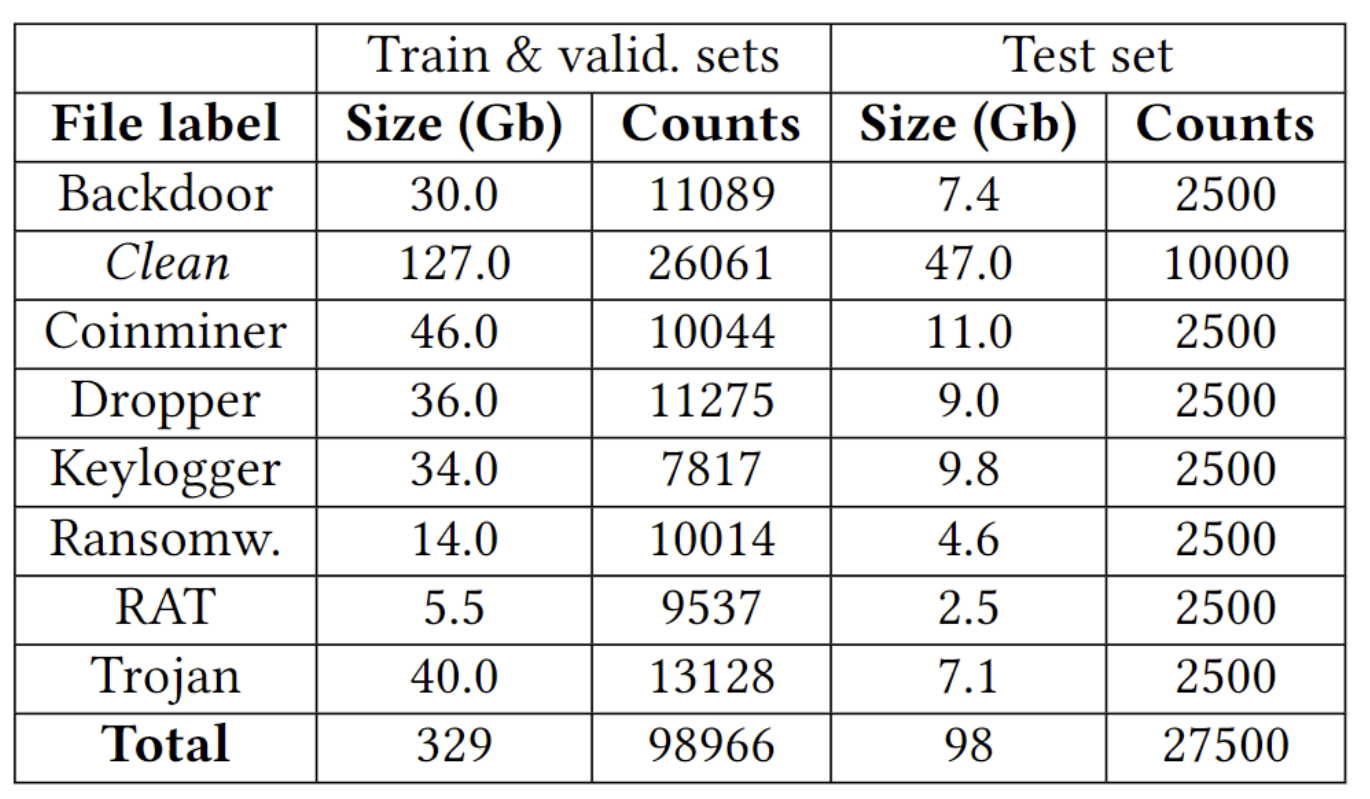 Train & valid. sets Test set
File label Size (Gb) Counts Size (Gb) Counts
Backdoor 30.0 11089 7.4 2500
Clean 127.0 26061 47.0 10000
Coinminer 46.0 10044 11.0 2500
Dropper 36.0 11275 9.0 2500
Keylogger 34.0 7817 9.8 2500
Ransomw. 14.0 10014 4.6 2500
RAT 5.5 9537 2.5 2500
Trojan 40.0 13128 7.1 2500
Total 329 98966 98 27500